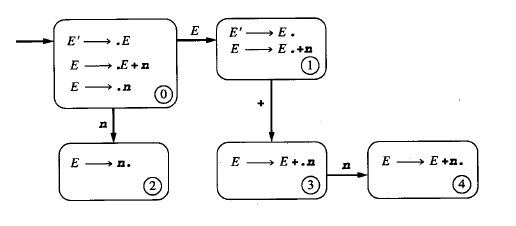 E' → .E
E → .E + n
E → .n
0
E
E' → E.
E → E.+n
1
n
+
E → n.
2
E → E+.n
3
n
E → E+n.
4